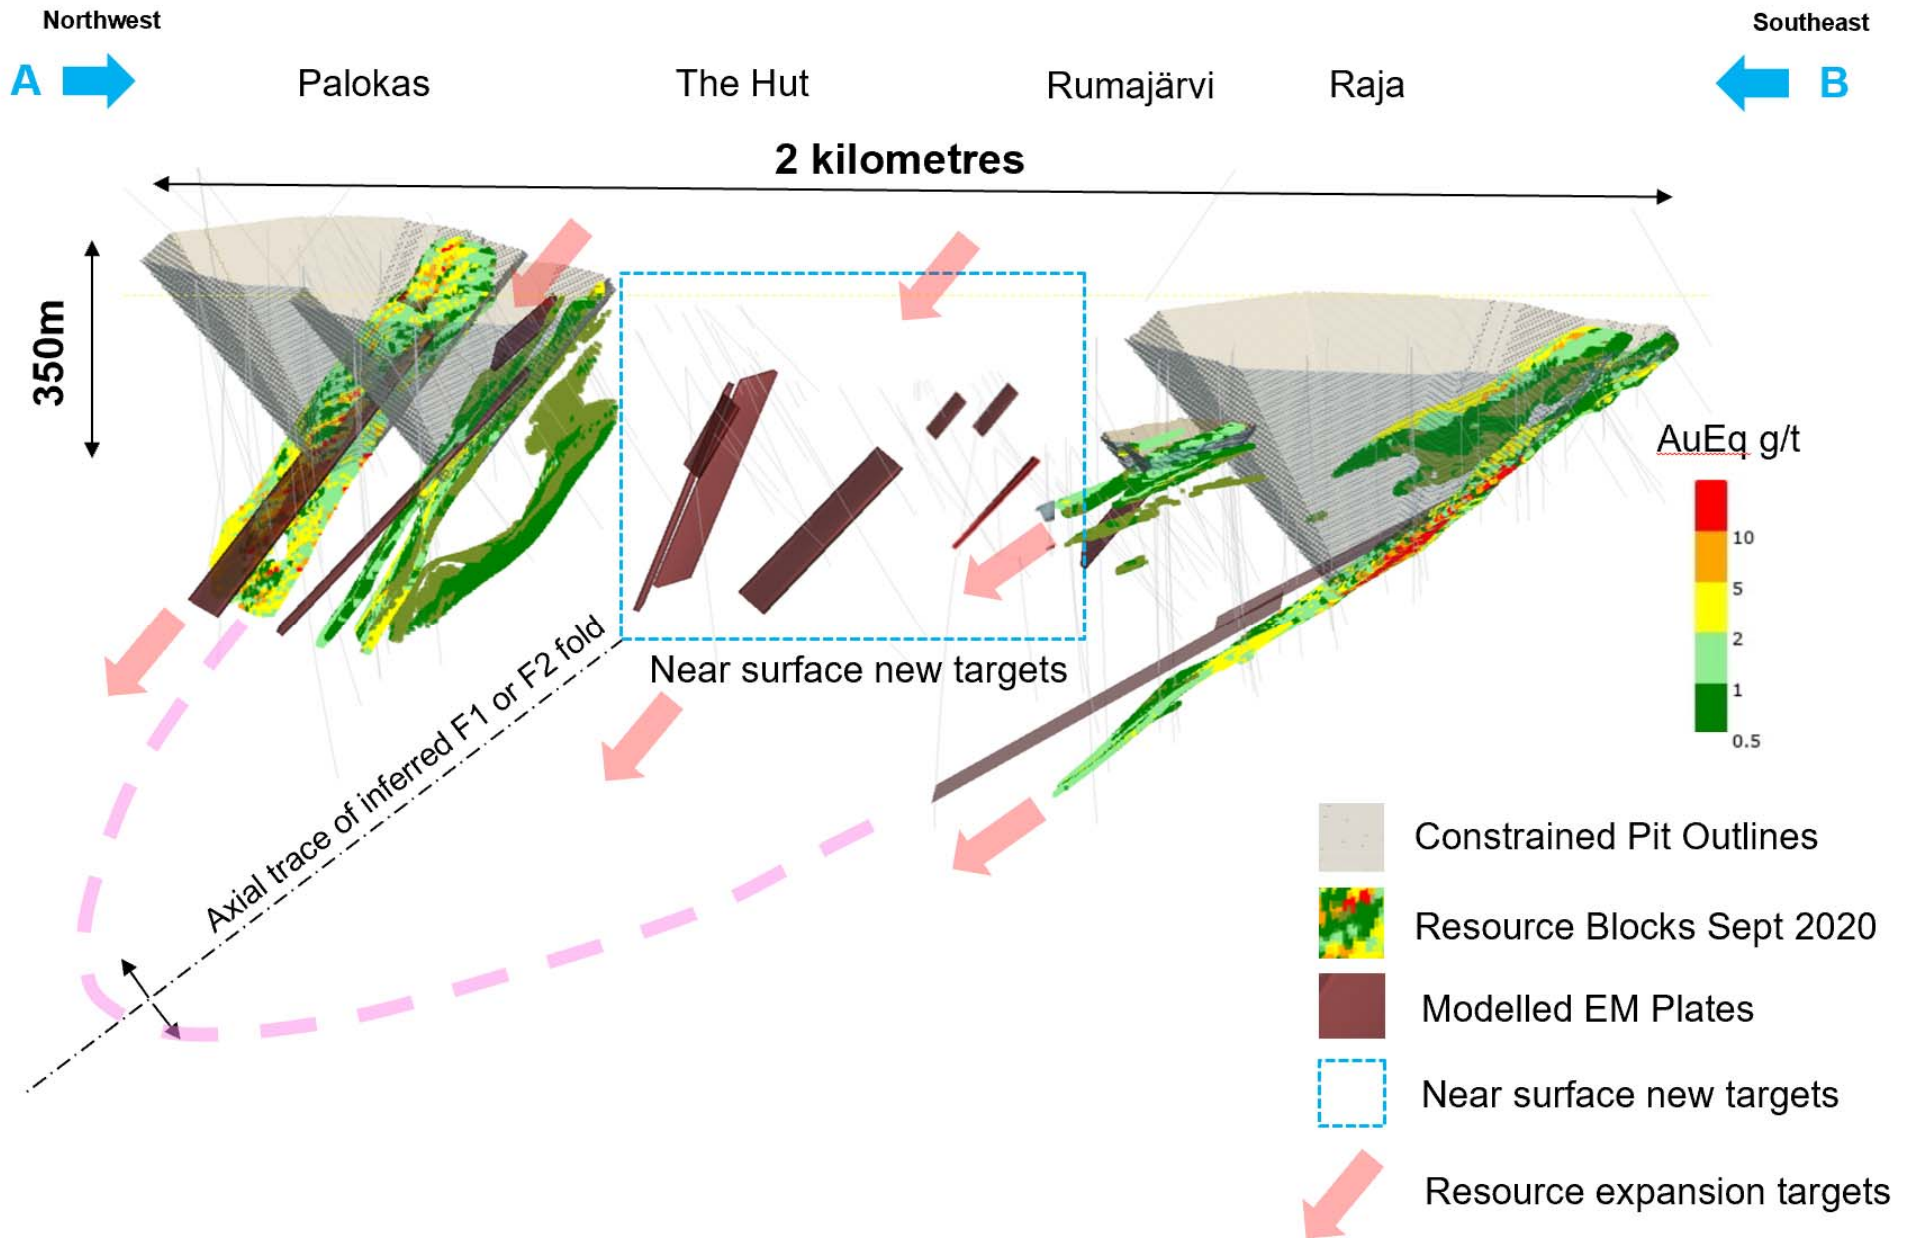 Northwest
Southeast
A
B
Palokas
The Hut
Rumajärvi
Raja
2 kilometres
350m
AuEq g/t
10
5
2
1
0.5
Near surface new targets
Axial trace of inferred F1 or F2 fold
Constrained Pit Outlines
Resource Blocks Sept 2020
Modelled EM Plates
Near surface new targets
Resource expansion targets